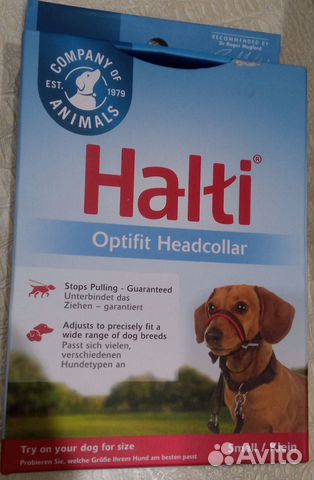 RECOMMENDED BY
Dr Roger Mugford
COMPANY OF
EST. 1979
ANIMALS
Halti®
Optifit Headcollar
Stops Pulling - Guaranteed
Unterbindet das
Ziehen – garantiert
Adjusts to precisely fit a
wide range of dog breeds
Passt sich vielen,
verschiedenen
Hundetypen an
Try on your dog for size
Probieren Sie, welche Größe Ihrem Hund am besten passt
Small / Klein
Avito